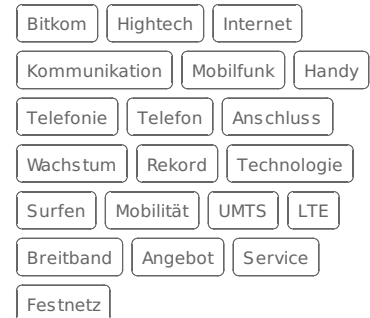 Bitkom Hightech Internet
Kommunikation Mobilfunk Handy
Telefonie Telefon Anschluss
Wachstum Rekord Technologie
Surfen Mobilität UMTS LTE
Breitband Angebot Service
Festnetz